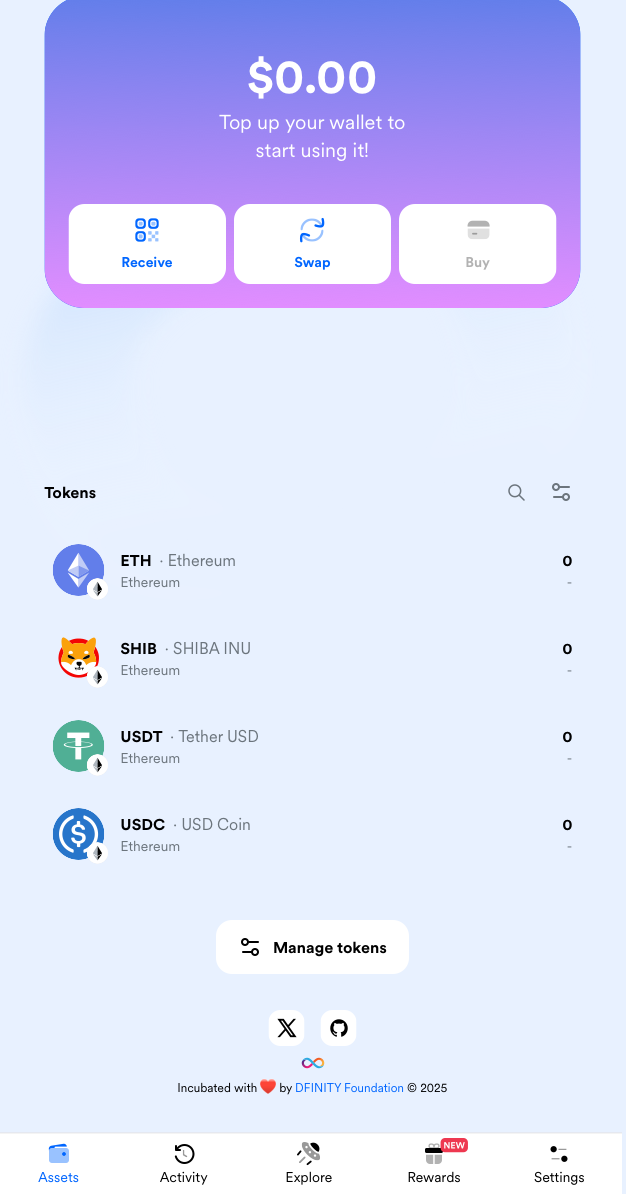 $0.00
Top up your wallet to
start using it!
Receive
Swap
Buy
Tokens
ETH · Ethereum
0
Ethereum
-
SHIB · SHIBA INU
0
Ethereum
-
USDT · Tether USD
0
Ethereum
-
USDC · USD Coin
0
Ethereum
-
Manage tokens
Incubated with ❤️ by DFINITY Foundation © 2025
NEW
Assets
Activity
Explore
Rewards
Settings